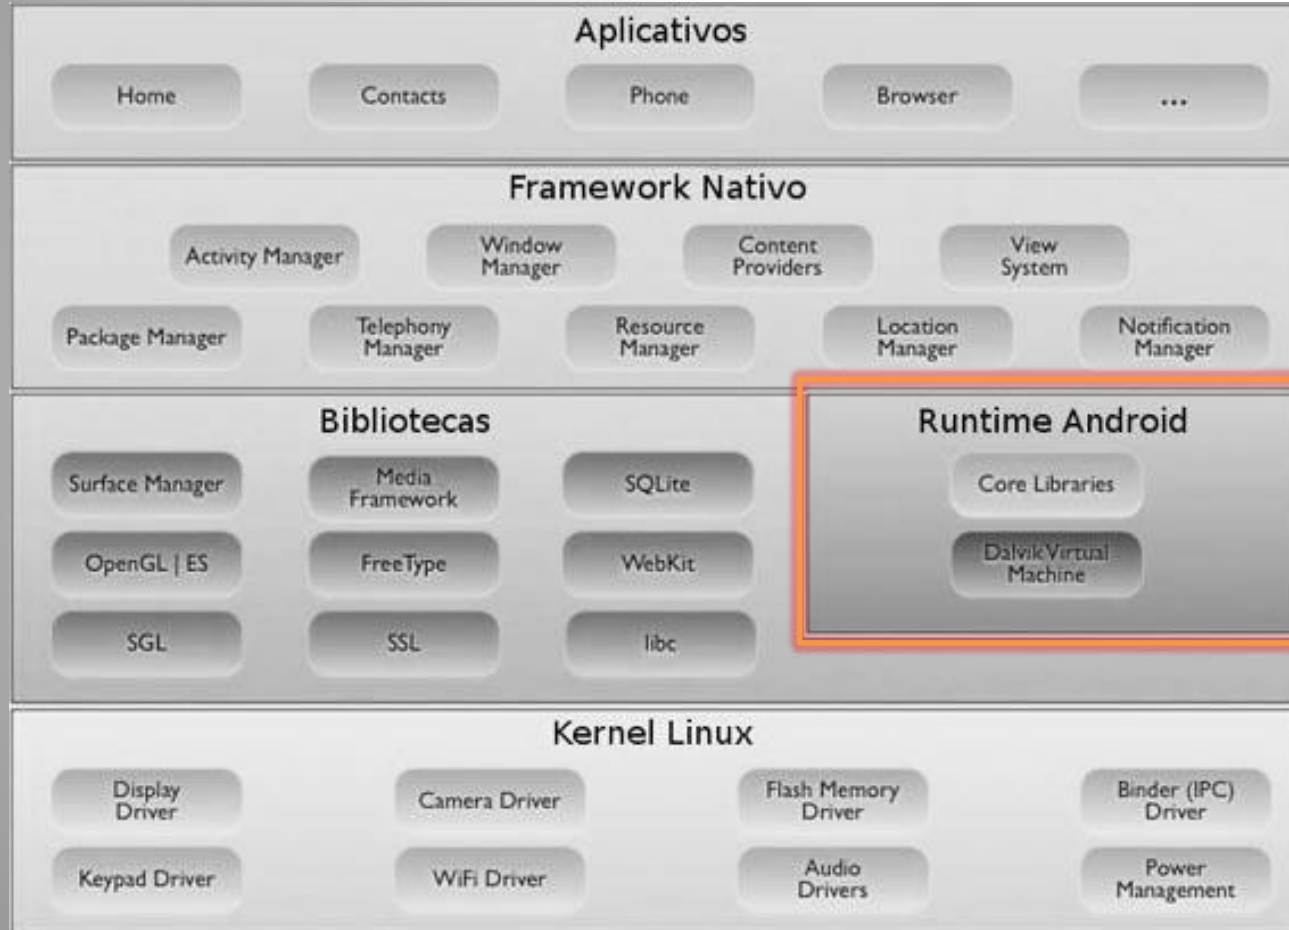 Aplicativos
Home
Contacts
Phone
Browser
...
Framework Nativo
Activity Manager
Window
Manager
Content
Providers
View
System
Package Manager
Telephony
Manager
Resource
Manager
Location
Manager
Notification
Manager
Bibliotecas
Surface Manager
Media
Framework
SQLite
OpenGL | ES
FreeType
WebKit
SGL
SSL
libc
Runtime Android
Core Libraries
Dalvik Virtual
Machine
Kernel Linux
Display
Driver
Camera Driver
Flash Memory
Driver
Binder (IPC)
Driver
Keypad Driver
WiFi Driver
Audio
Drivers
Power
Management